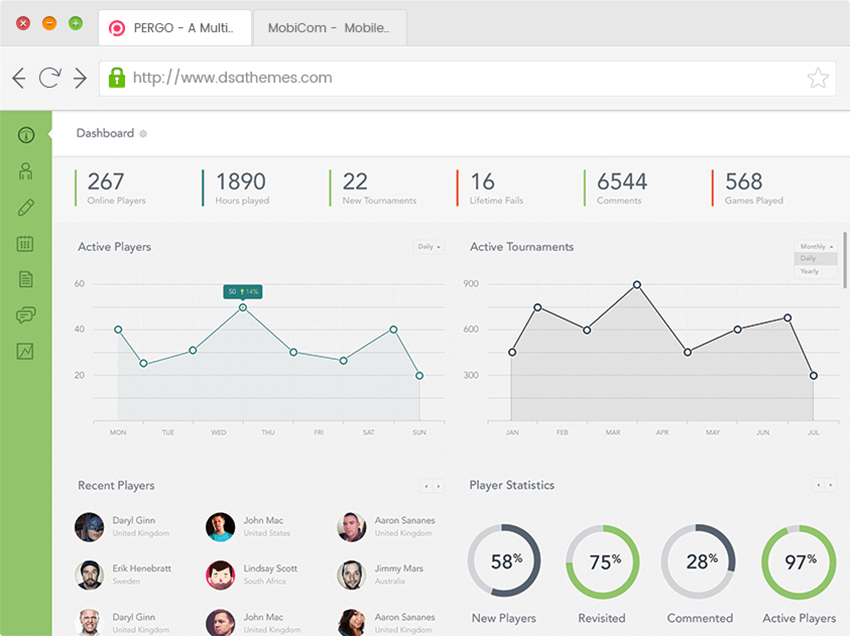 PERGO - A Multi..
MobiCom - Mobile..
http://www.dsathemes.com
Dashboard
267
Online Players
1890
Hours played
22
New Tournaments
16
Lifetime Fails
6544
Comments
568
Games Played
Active Players
Daily
60
40
20
50 14%
MON TUE WED THU FRI SAT SUN
Active Tournaments
Monthly
Daily
Yearly
900
600
300
JAN FEB MAR APR MAY JUN JUL
Recent Players
Daryl Ginn
United Kingdom
John Mac
United States
Aaron Sananes
United Kingdom
Erik Henebratt
Sweden
Lindsay Scott
South Africa
Jimmy Mars
Australia
Daryl Ginn
United Kingdom
John Mac
United Kingdom
Aaron Sananes
United Kingdom
Player Statistics
58%
New Players
75%
Revisited
28%
Commented
97%
Active Players